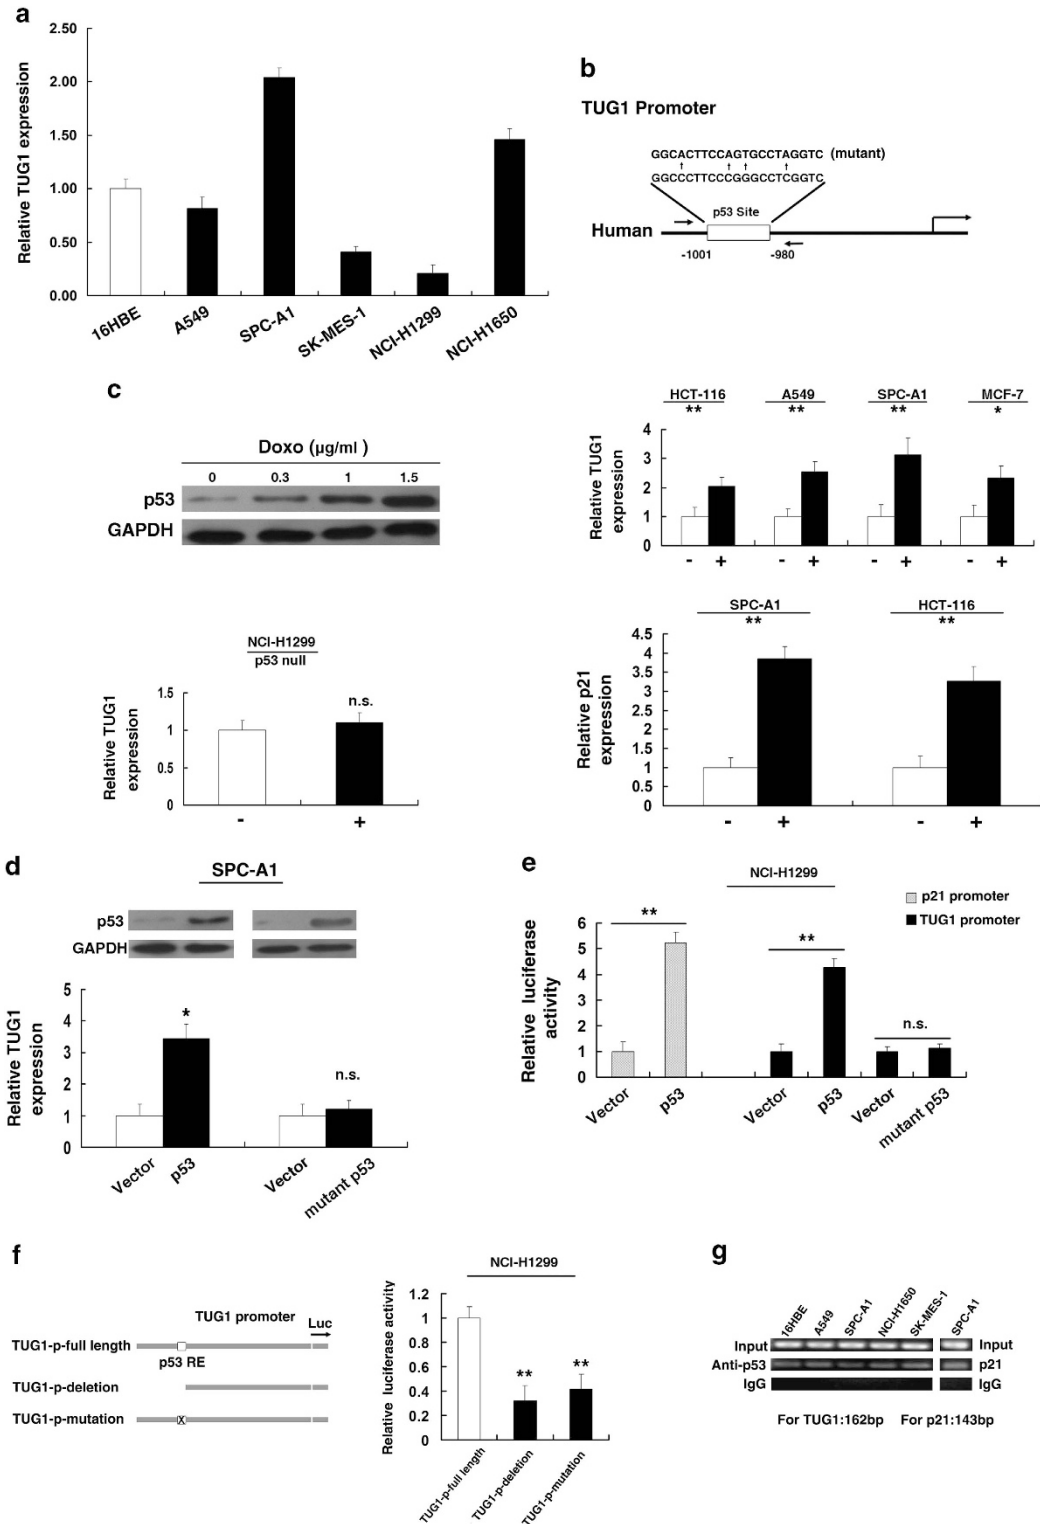 a
2.50
2.00
1.50
1.00
0.50
0.00
Relative TUG1 expression
16HBE
A549
SPC-A1
SK-MES-1
NCI-H1299
NCI-H1650
b
TUG1 Promoter
GGCACTTCCAGTGCCTAGGTC (mutant)
GGCCCTTCCCGGGCCTCGGTC
p53 Site
Human
-1001
-980
c
Doxo (µg/ml )
0 0.3 1 1.5
p53
GAPDH
HCT-116 A549 SPC-A1 MCF-7
** ** ** *
4
3
2
1
0
Relative TUG1
expression
- + - + - + - +
NCI-H1299
p53 null
1.5
1
0.5
0
Relative TUG1
expression
n.s.
- +
SPC-A1 HCT-116
** **
4.5
4
3.5
3
2.5
2
1.5
1
0.5
0
Relative p21
expression
- + - +
d
SPC-A1
p53
GAPDH
5
4
3
2
1
0
Relative TUG1
expression
*
n.s.
Vector
p53
Vector
mutant p53
e
NCI-H1299
p21 promoter
TUG1 promoter
6
5
4
3
2
1
0
Relative luciferase
activity
**
**
n.s.
Vector
p53
Vector
p53
Vector
mutant p53
f
TUG1 promoter
Luc
TUG1-p-full length
p53 RE
TUG1-p-deletion
TUG1-p-mutation
X
NCI-H1299
1.2
1
0.8
0.6
0.4
0.2
0
Relative luciferase activity
**
**
TUG1-p-full length
TUG1-p-deletion
TUG1-p-mutation
g
16HBE
A549
SPC-A1
NCI-H1650
SK-MES-1
SPC-A1
Input Input
Anti-p53 p21
IgG IgG
For TUG1:162bp For p21:143bp